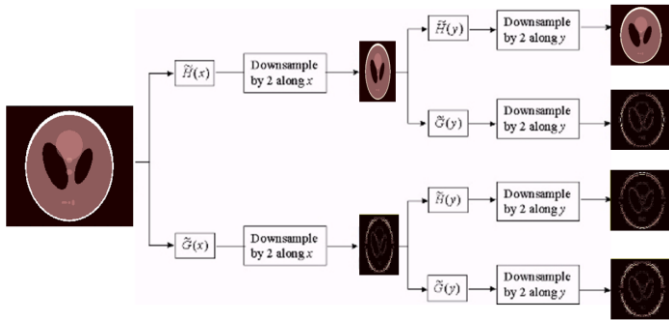 H̃(x)
Downsample
by 2 along x
H̃(y)
Downsample
by 2 along y
G̃(y)
Downsample
by 2 along y
G̃(x)
Downsample
by 2 along x
H̃(y)
Downsample
by 2 along y
G̃(y)
Downsample
by 2 along y